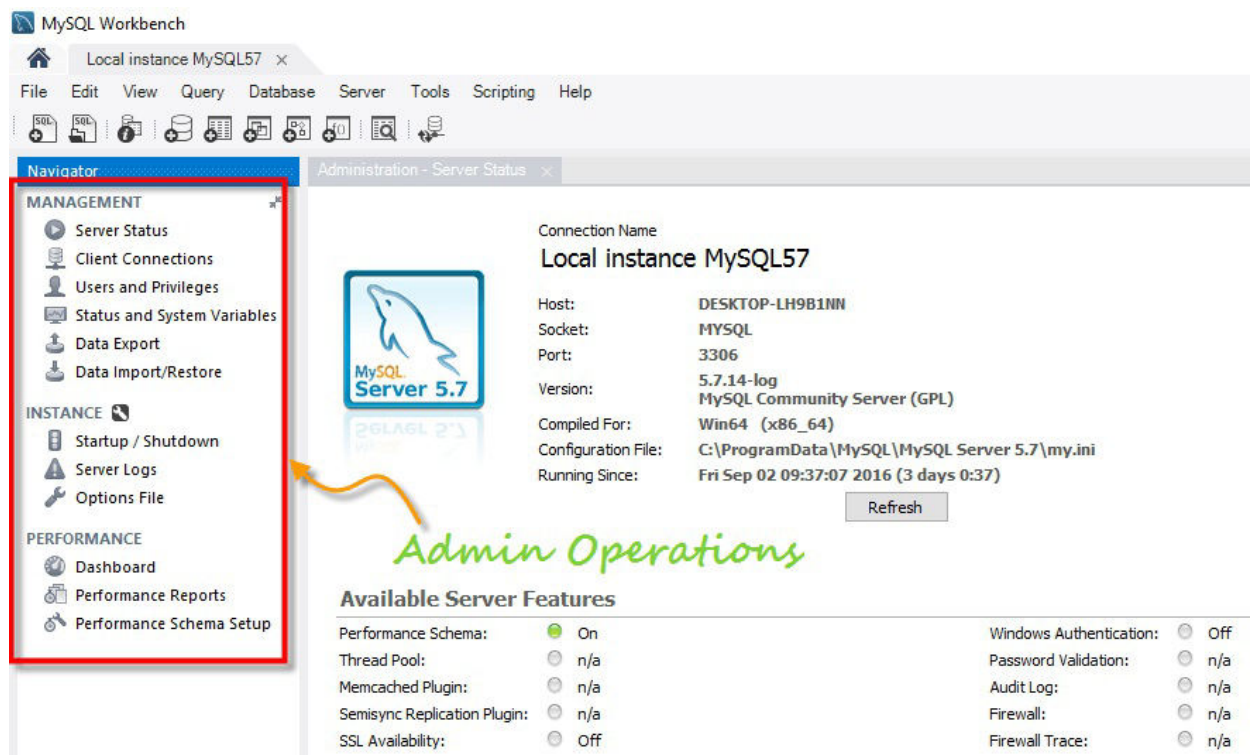 MySQL Workbench
Local instance MySQL57 ×
File Edit View Query Database Server Tools Scripting Help
SQL SQL
Navigator
Administration - Server Status ×
MANAGEMENT
Server Status
Client Connections
Users and Privileges
Status and System Variables
Data Export
Data Import/Restore
INSTANCE
Startup / Shutdown
Server Logs
Options File
PERFORMANCE
Dashboard
Performance Reports
Performance Schema Setup
MySQL
Server 5.7
Connection Name
Local instance MySQL57
Host: DESKTOP-LH9B1NN
Socket: MYSQL
Port: 3306
Version: 5.7.14-log
MySQL Community Server (GPL)
Compiled For: Win64 (x86_64)
Configuration File: C:\ProgramData\MySQL\MySQL Server 5.7\my.ini
Running Since: Fri Sep 02 09:37:07 2016 (3 days 0:37)
Refresh
Admin Operations
Available Server Features
Performance Schema: On Windows Authentication: Off
Thread Pool: n/a Password Validation: n/a
Memcached Plugin: n/a Audit Log: n/a
Semisync Replication Plugin: n/a Firewall: n/a
SSL Availability: Off Firewall Trace: n/a